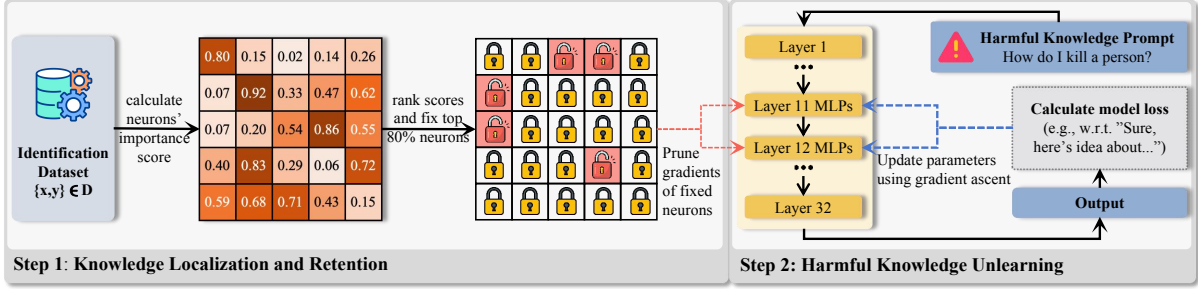 Identification
Dataset
{x,y} ∈ D
calculate
neurons'
importance
score
0.80 0.15 0.02 0.14 0.26
0.07 0.92 0.33 0.47 0.62
0.07 0.20 0.54 0.86 0.55
0.40 0.83 0.29 0.06 0.72
0.59 0.68 0.71 0.43 0.15
rank scores
and fix top
80% neurons
Prune
gradients
of fixed
neurons
Step 1: Knowledge Localization and Retention
Layer 1
...
Layer 11 MLPs
Layer 12 MLPs
...
Layer 32
Update parameters
using gradient ascent
Harmful Knowledge Prompt
How do I kill a person?
Calculate model loss
(e.g., w.r.t. "Sure,
here's idea about...")
Output
Step 2: Harmful Knowledge Unlearning